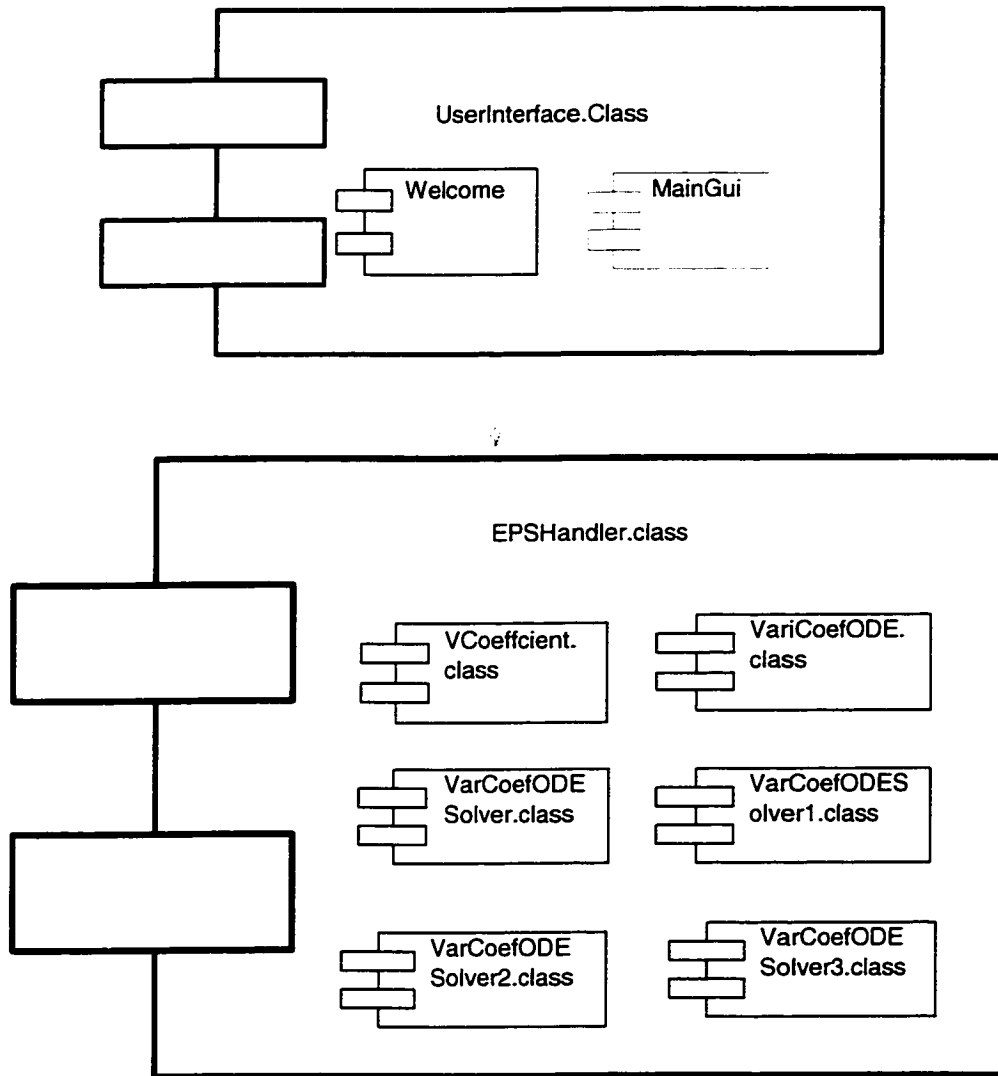 UserInterface.Class
Welcome
MainGui
EPSHandler.class
VCoeffcient.
class
VariCoefODE.
class
VarCoefODE
Solver.class
VarCoefODES
olver1.class
VarCoefODE
Solver2.class
VarCoefODE
Solver3.class